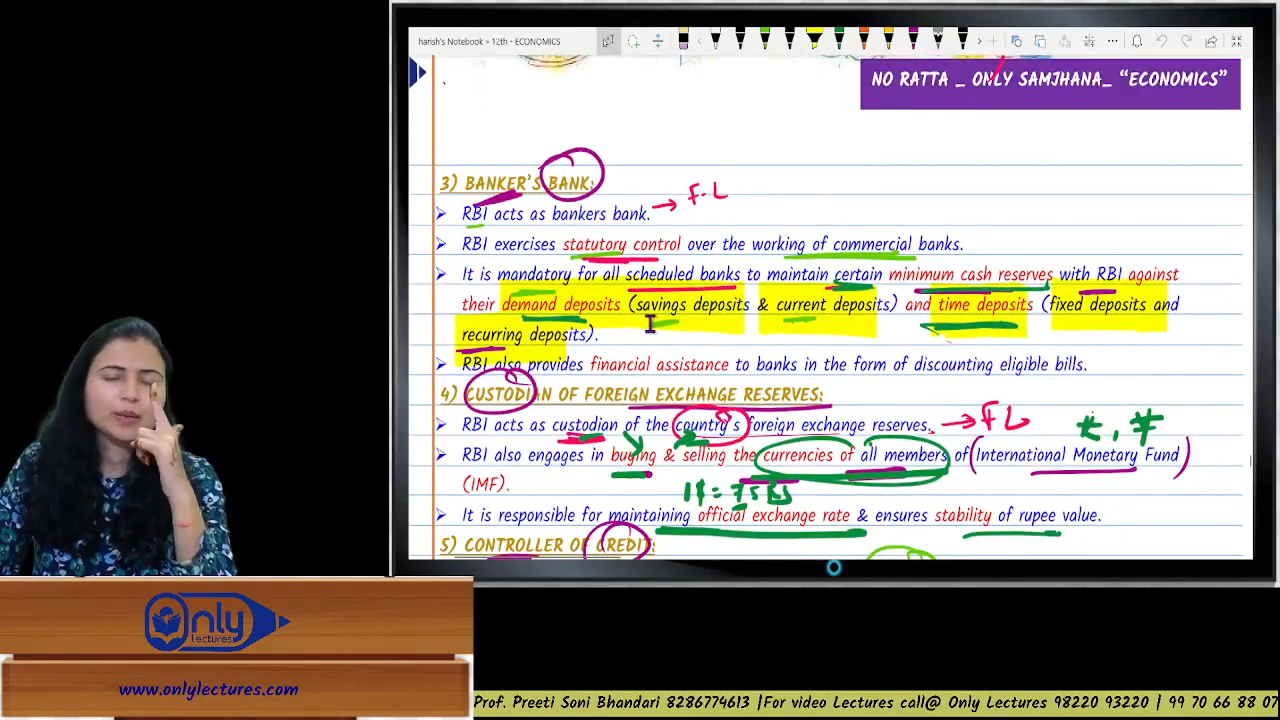 harish's Notebook » 12th - ECONOMICS
NO RATTA _ ONLY SAMJHANA_ "ECONOMICS"
3) BANKER'S BANK:
RBI acts as bankers bank. → F.L
RBI exercises statutory control over the working of commercial banks.
It is mandatory for all scheduled banks to maintain certain minimum cash reserves with RBI against
their demand deposits (savings deposits & current deposits) and time deposits (fixed deposits and
recurring deposits).
RBI also provides financial assistance to banks in the form of discounting eligible bills.
4) CUSTODIAN OF FOREIGN EXCHANGE RESERVES:
RBI acts as custodian of the country's foreign exchange reserves. → FL
RBI also engages in buying & selling the currencies of all members of (International Monetary Fund)
(IMF).
1$ = 75 Rs
It is responsible for maintaining official exchange rate & ensures stability of rupee value.
5) CONTROLLER OF CREDIT:
Only
lectures
www.onlylectures.com
Prof. Preeti Soni Bhandari 8286774613 |For video Lectures call@ Only Lectures 98220 93220 | 99 70 66 88 07